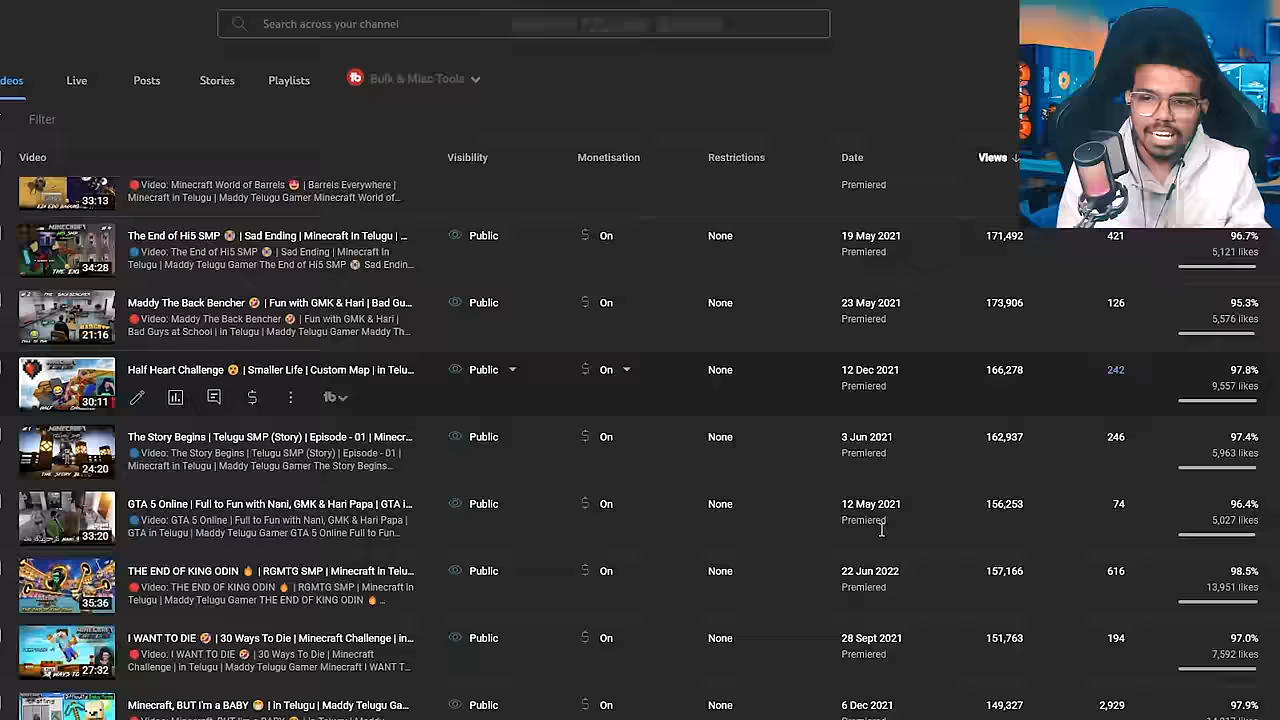 Search across your channel
deos Live Posts Stories Playlists Bulk & Misc Tools
Filter
Video Visibility Monetisation Restrictions Date Views
33:13
Video: Minecraft World of Barrels 😍 | Barrels Everywhere |
Minecraft in Telugu | Maddy Telugu Gamer Minecraft World of...
Premiered
The End of Hi5 SMP 😭 | Sad Ending | Minecraft In Telugu | ... Public On None 19 May 2021 171,492 421 96.7%
Video: The End of Hi5 SMP 😭 | Sad Ending | Minecraft In
Telugu | Maddy Telugu Gamer The End of Hi5 SMP 😭 Sad Endin...
Premiered 5,121 likes
34:28
Maddy The Back Bencher 🤣 | Fun with GMK & Hari | Bad Gu... Public On None 23 May 2021 173,906 126 95.3%
Video: Maddy The Back Bencher 🤣 | Fun with GMK & Hari |
Bad Guys at School | in Telugu | Maddy Telugu Gamer Maddy Th...
Premiered 5,576 likes
21:16
Half Heart Challenge 😵 | Smaller Life | Custom Map | in Telu... Public On None 12 Dec 2021 166,278 242 97.8%
Premiered 9,557 likes
30:11
The Story Begins | Telugu SMP (Story) | Episode - 01 | Minecr... Public On None 3 Jun 2021 162,937 246 97.4%
Video: The Story Begins | Telugu SMP (Story) | Episode - 01 |
Minecraft in Telugu | Maddy Telugu Gamer The Story Begins...
Premiered 5,963 likes
24:20
GTA 5 Online | Full to Fun with Nani, GMK & Hari Papa | GTA i... Public On None 12 May 2021 156,253 74 96.4%
Video: GTA 5 Online | Full to Fun with Nani, GMK & Hari Papa |
GTA in Telugu | Maddy Telugu Gamer GTA 5 Online Full to Fun...
Premiered 5,027 likes
33:20
THE END OF KING ODIN 🔥 | RGMTG SMP | Minecraft in Telu... Public On None 22 Jun 2022 157,166 616 98.5%
Video: THE END OF KING ODIN 🔥 | RGMTG SMP | Minecraft in
Telugu | Maddy Telugu Gamer THE END OF KING ODIN 🔥 ...
Premiered 13,951 likes
35:36
I WANT TO DIE 🤣 | 30 Ways To Die | Minecraft Challenge | in... Public On None 28 Sept 2021 151,763 194 97.0%
Video: I WANT TO DIE 🤣 | 30 Ways To Die | Minecraft
Challenge | in Telugu | Maddy Telugu Gamer Minecraft I WANT T...
Premiered 7,592 likes
27:32
Minecraft, BUT I'm a BABY 😁 | in Telugu | Maddy Telugu Ga... Public On None 6 Dec 2021 149,327 2,929 97.9%